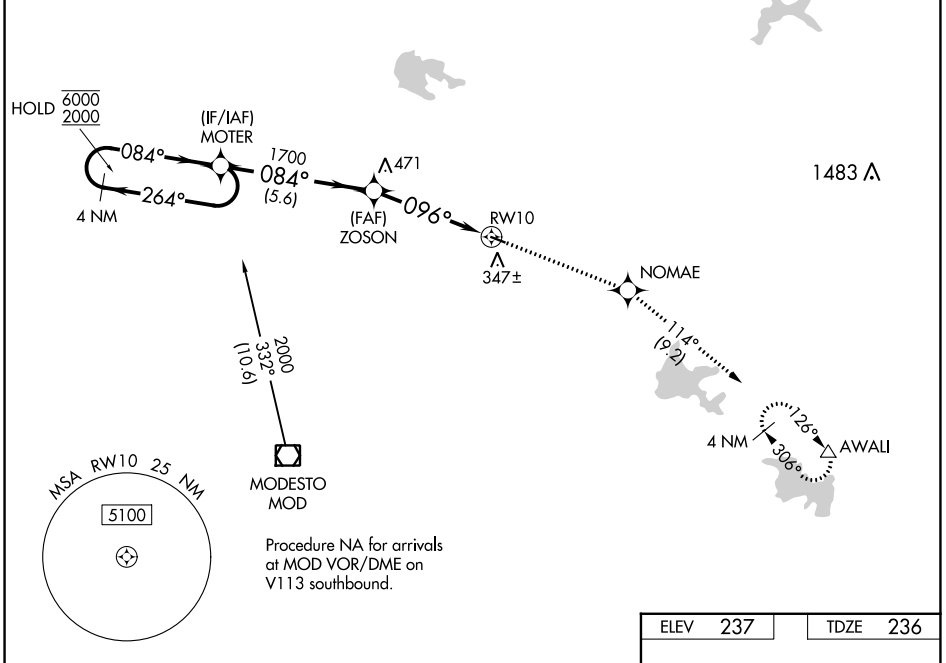 HOLD 6000
2000
(IF/IAF)
MOTER
084°
264°
4 NM
1700
084°
(5.6)
471
(FAF)
ZOSON
096°
RW10
347±
1483
NOMAE
114°
(9.2)
4 NM
126°
306°
AWALI
2000
332°
(10.6)
MODESTO
MOD
MSA RW10 25 NM
5100
Procedure NA for arrivals
at MOD VOR/DME on
V113 southbound.
ELEV 237
TDZE 236